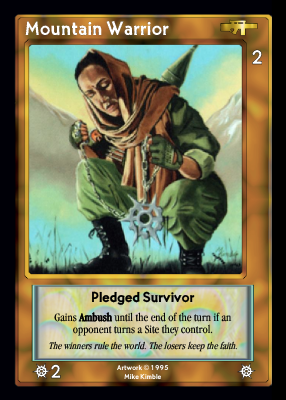 Mountain Warrior
2
Pledged Survivor
Gains Ambush until the end of the turn if an
opponent turns a Site they control.
The winners rule the world. The losers keep the faith.
2
Artwork © 1995
Mike Kimble